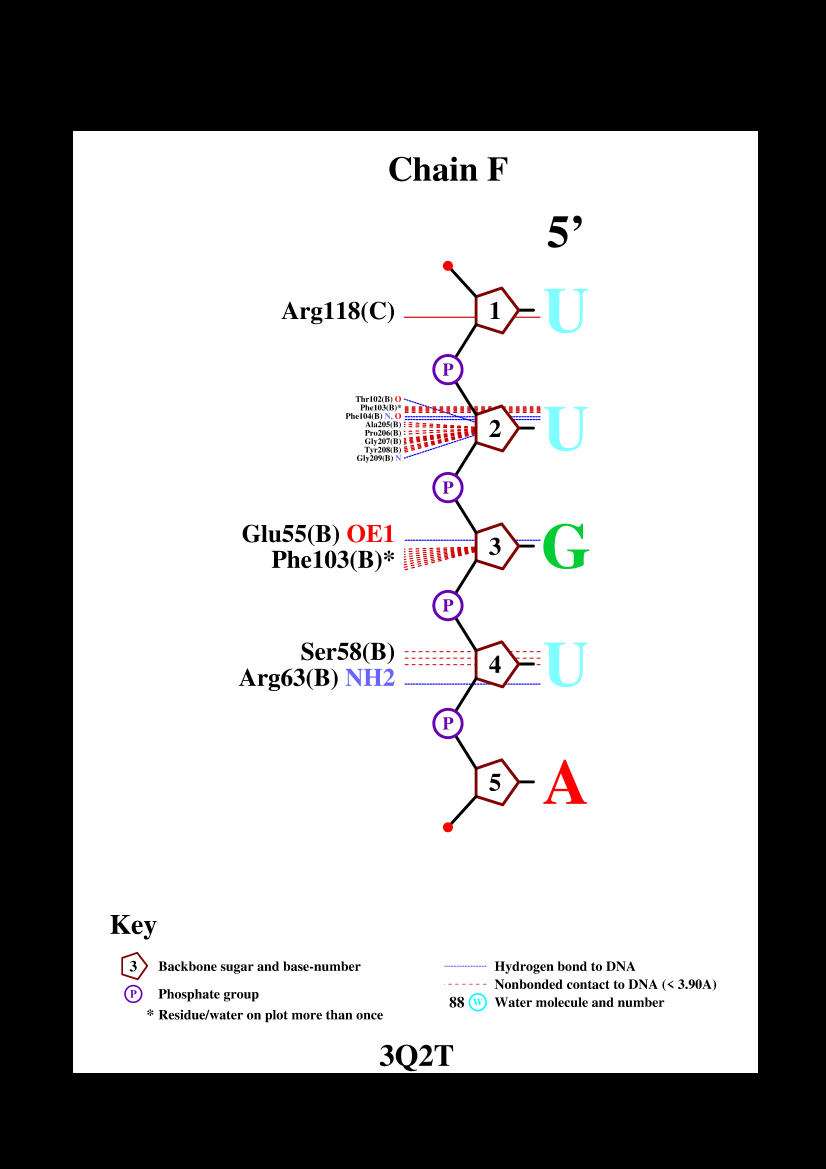 Chain F
5’
Arg118(C)
1
U
P
Thr102(B) O
Phe103(B)*
Phe104(B) N, O
Ala205(B)
Pro206(B)
Gly207(B)
Tyr208(B)
Gly209(B) N
2
U
P
Glu55(B) OE1
Phe103(B)*
3
G
P
Ser58(B)
Arg63(B) NH2
4
U
P
5
A
Key
3 Backbone sugar and base-number
P Phosphate group
* Residue/water on plot more than once
Hydrogen bond to DNA
Nonbonded contact to DNA (< 3.90A)
88 W Water molecule and number
3Q2T